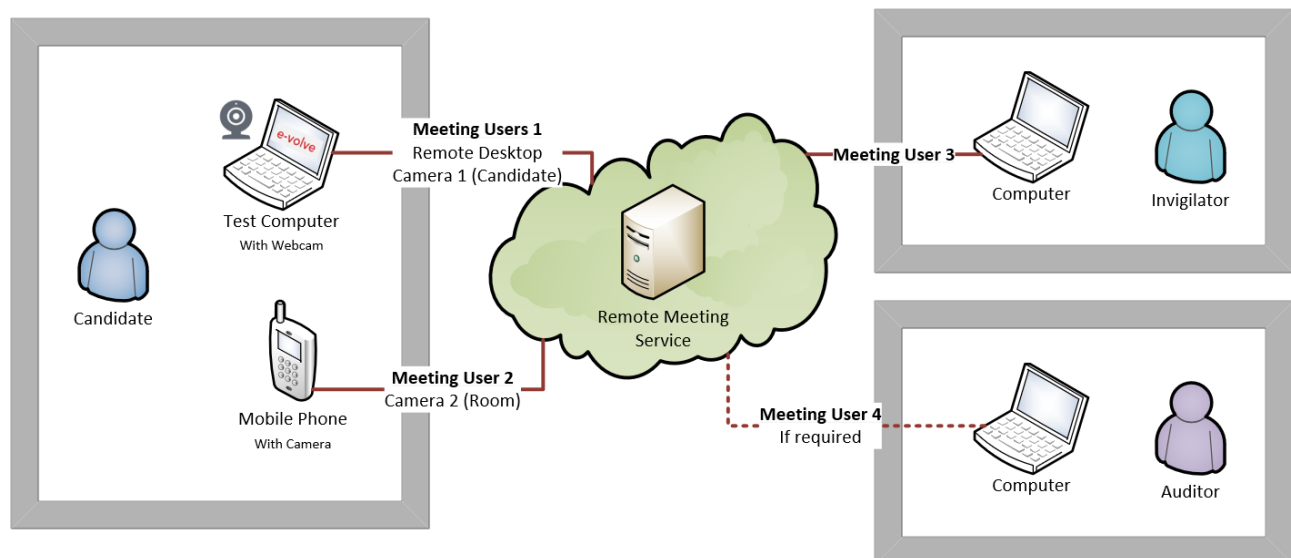 e-volve
Test Computer
With Webcam
Candidate
Mobile Phone
With Camera
Meeting Users 1
Remote Desktop
Camera 1 (Candidate)
Meeting User 2
Camera 2 (Room)
Remote Meeting
Service
Meeting User 3
Computer
Invigilator
Meeting User 4
If required
Computer
Auditor